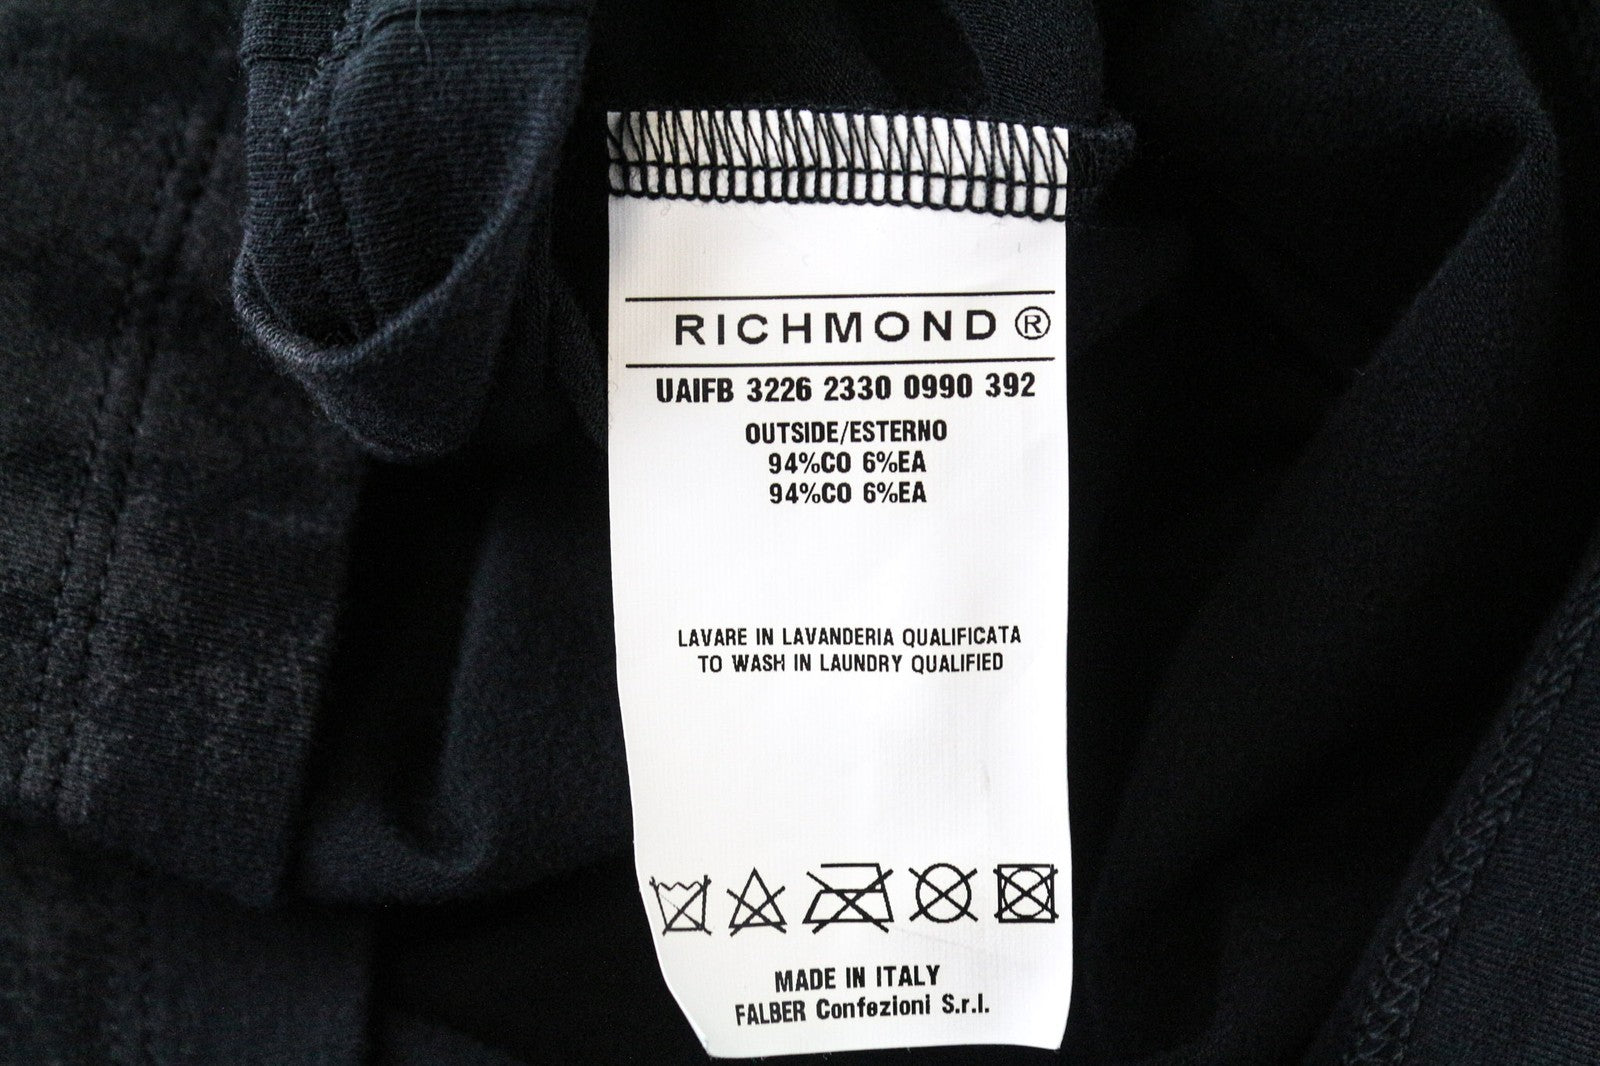 RICHMOND ®
UAIFB 3226 2330 0990 392
OUTSIDE/ESTERNO
94%CO 6%EA
94%CO 6%EA
LAVARE IN LAVANDERIA QUALIFICATA
TO WASH IN LAUNDRY QUALIFIED
MADE IN ITALY
FALBER Confezioni S.r.l.